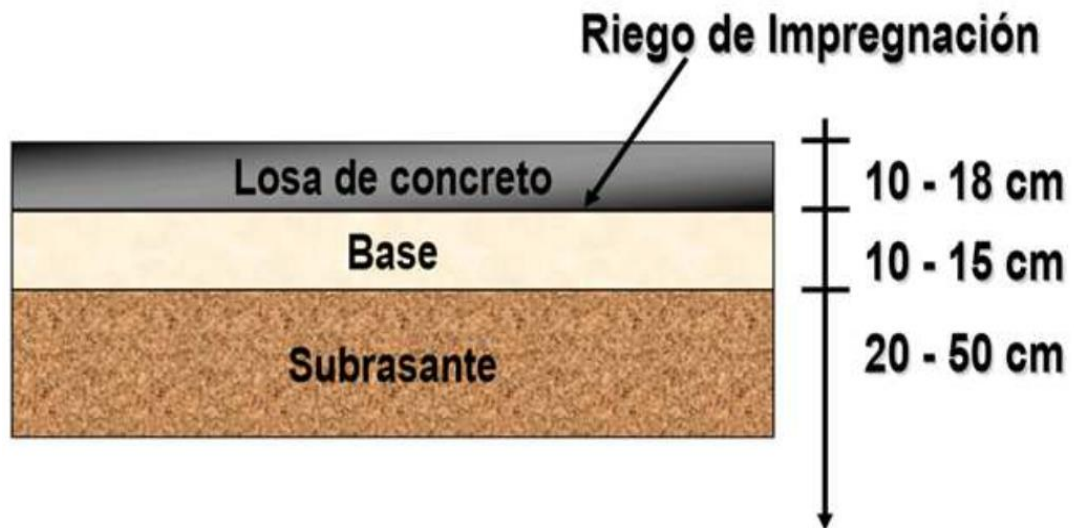 Riego de Impregnación
Losa de concreto
10 - 18 cm
Base
10 - 15 cm
Subrasante
20 - 50 cm